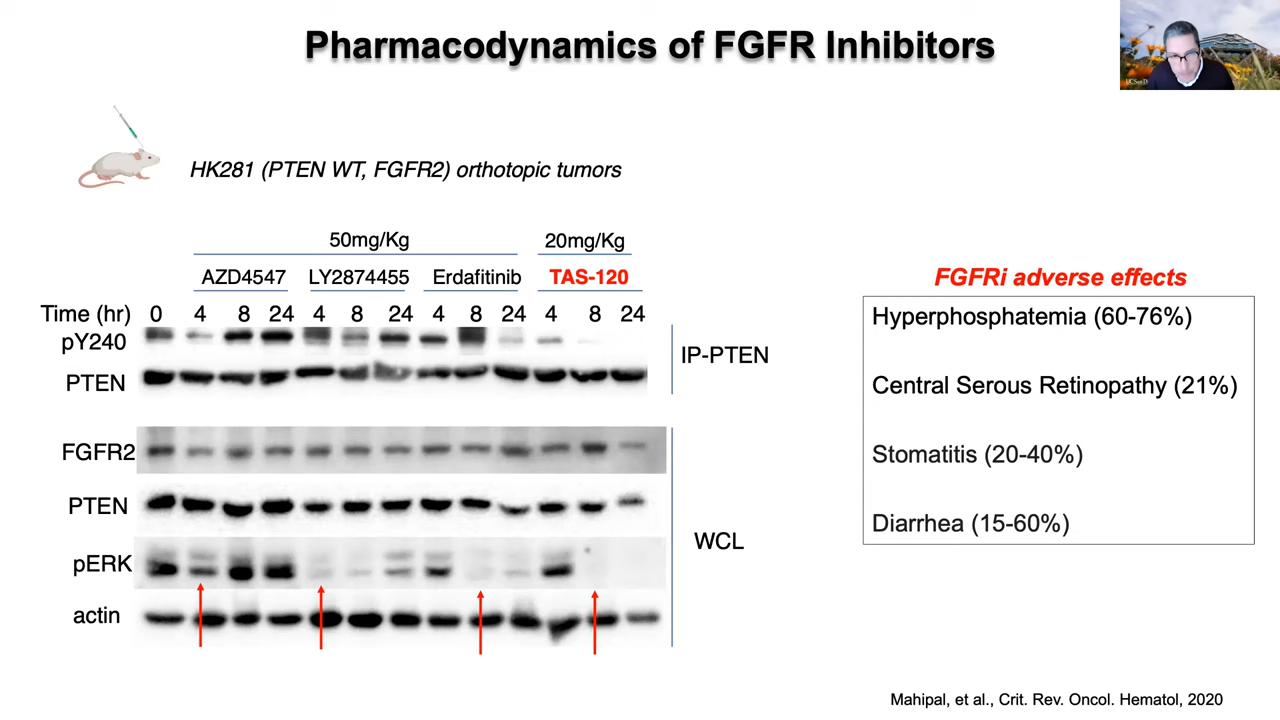 Pharmacodynamics of FGFR Inhibitors
UCSan D
HK281 (PTEN WT, FGFR2) orthotopic tumors
50mg/Kg 20mg/Kg
AZD4547 LY2874455 Erdafitinib TAS-120
Time (hr) 0 4 8 24 4 8 24 4 8 24 4 8 24
pY240
PTEN
IP-PTEN
FGFR2
PTEN
pERK
actin
WCL
FGFRi adverse effects
Hyperphosphatemia (60-76%)
Central Serous Retinopathy (21%)
Stomatitis (20-40%)
Diarrhea (15-60%)
Mahipal, et al., Crit. Rev. Oncol. Hematol, 2020